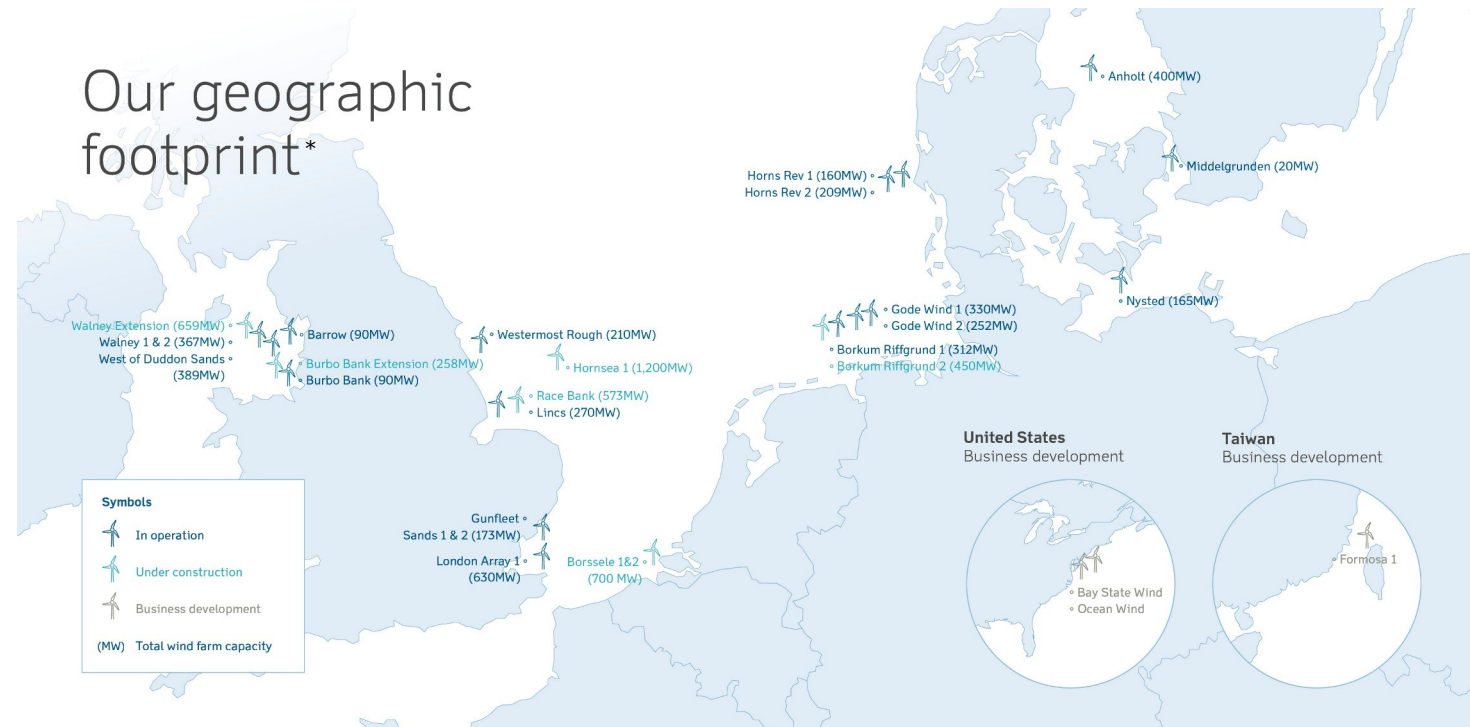 Our geographic
footprint*
Anholt (400MW)
Middelgrunden (20MW)
Horns Rev 1 (160MW)
Horns Rev 2 (209MW)
Nysted (165MW)
Gode Wind 1 (330MW)
Gode Wind 2 (252MW)
Borkum Riffgrund 1 (312MW)
Borkum Riffgrund 2 (450MW)
Walney Extension (659MW)
Walney 1 & 2 (367MW)
West of Duddon Sands
(389MW)
Barrow (90MW)
Burbo Bank Extension (258MW)
Burbo Bank (90MW)
Westermost Rough (210MW)
Hornsea 1 (1,200MW)
Race Bank (573MW)
Lincs (270MW)
Gunfleet
Sands 1 & 2 (173MW)
London Array 1
(630MW)
Borssele 1&2
(700 MW)
Symbols
In operation
Under construction
Business development
(MW) Total wind farm capacity
United States
Business development
Bay State Wind
Ocean Wind
Taiwan
Business development
Formosa 1